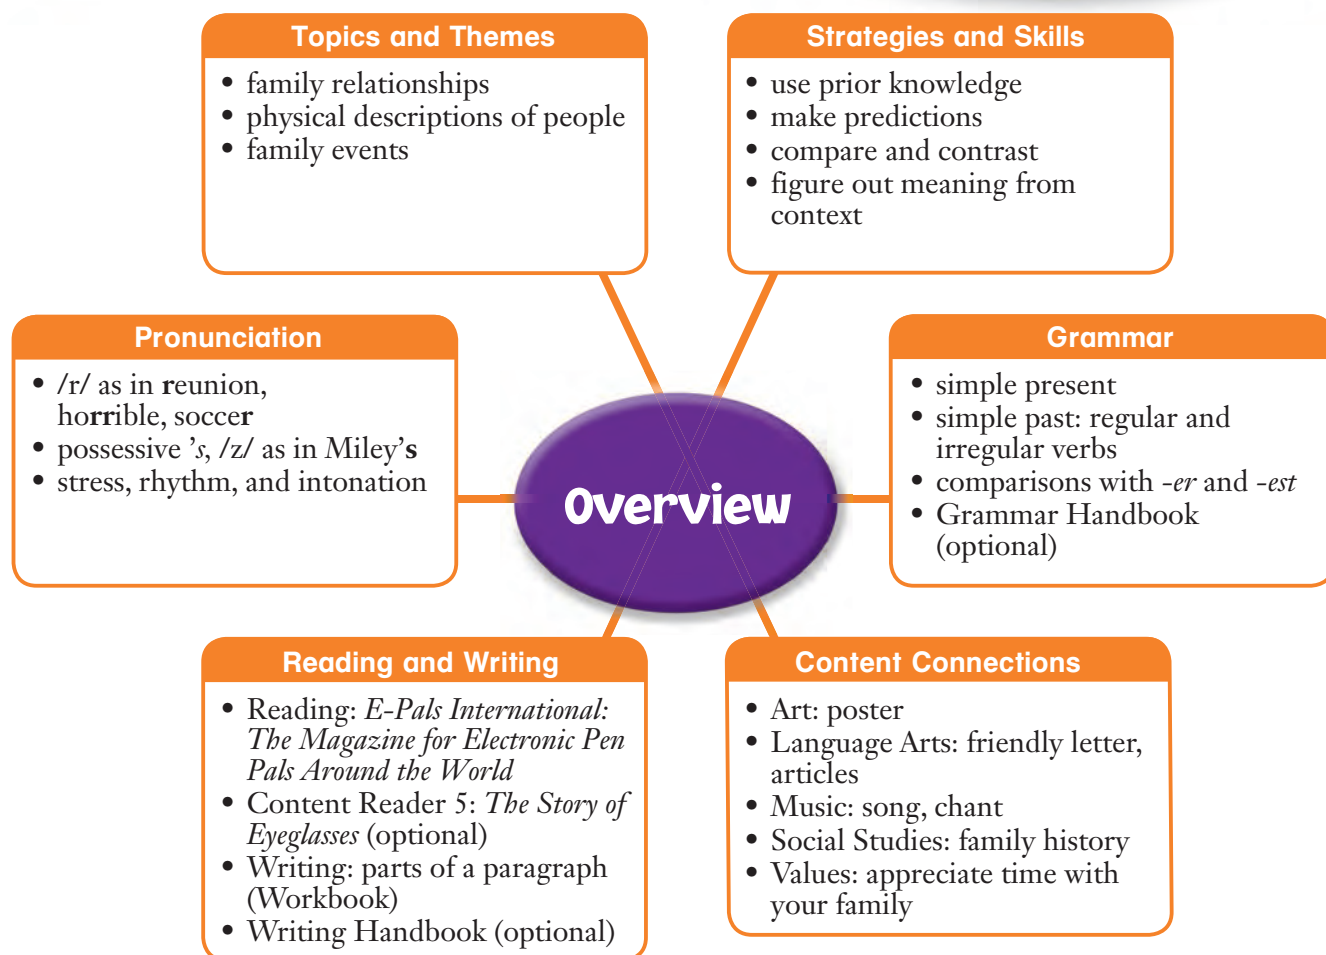 Topics and Themes
• family relationships
• physical descriptions of people
• family events
Strategies and Skills
• use prior knowledge
• make predictions
• compare and contrast
• figure out meaning from
context
Pronunciation
• /r/ as in reunion,
horrible, soccer
• possessive ’s, /z/ as in Miley’s
• stress, rhythm, and intonation
Overview
Grammar
• simple present
• simple past: regular and
irregular verbs
• comparisons with -er and -est
• Grammar Handbook
(optional)
Reading and Writing
• Reading: E-Pals International:
The Magazine for Electronic Pen
Pals Around the World
• Content Reader 5: The Story of
Eyeglasses (optional)
• Writing: parts of a paragraph
(Workbook)
• Writing Handbook (optional)
Content Connections
• Art: poster
• Language Arts: friendly letter,
articles
• Music: song, chant
• Social Studies: family history
• Values: appreciate time with
your family